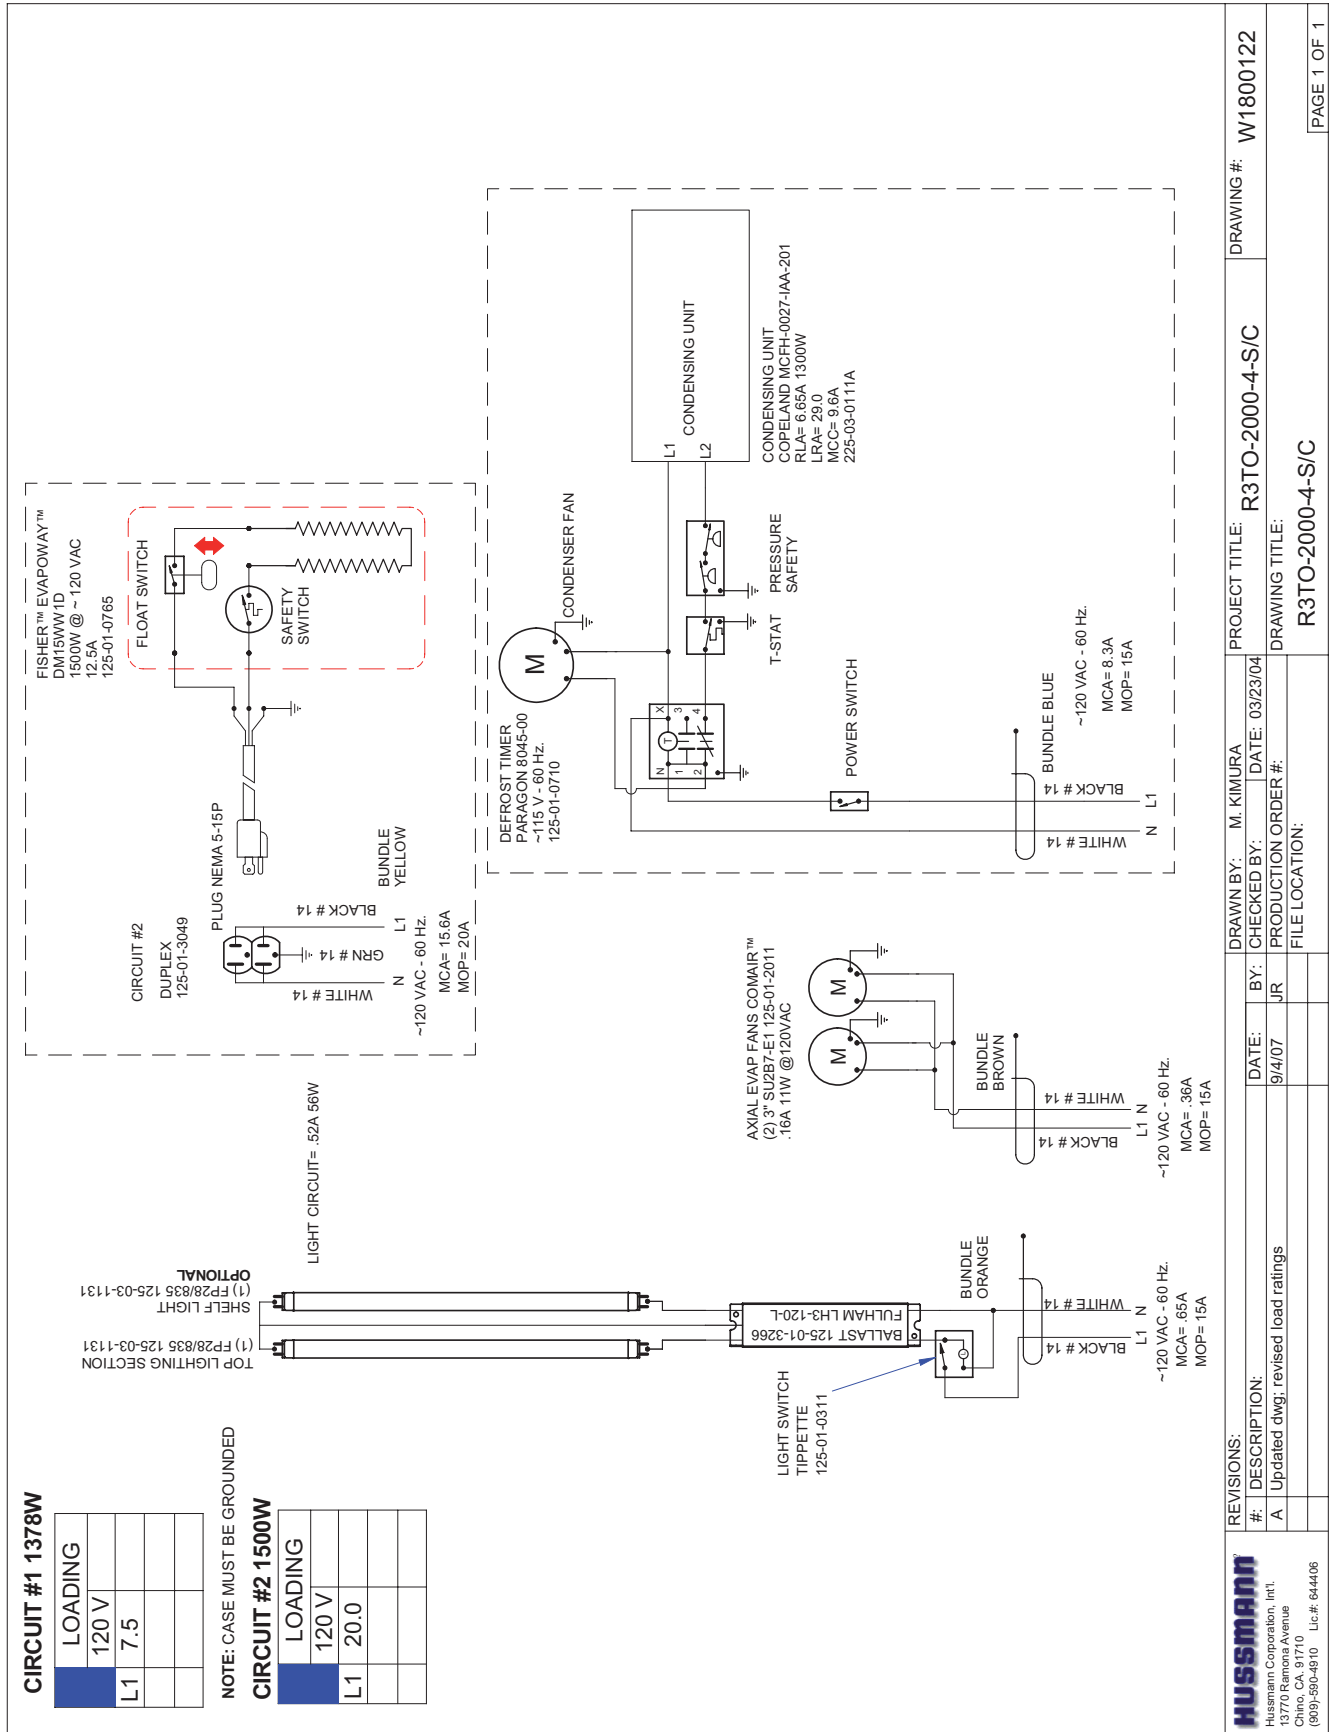 CIRCUIT #1 1378W
LOADING
120 V
L1 7.5
NOTE: CASE MUST BE GROUNDED
CIRCUIT #2 1500W
LOADING
120 V
L1 20.0
TOP LIGHTING SECTION
(1) FP28/835 125-03-1131
SHELF LIGHT
(1) FP28/835 125-03-1131
OPTIONAL
LIGHT CIRCUIT= .52A 56W
BALLAST 125-01-3266
FULHAM LH3-120-L
LIGHT SWITCH
TIPPETTE
125-01-0311
BUNDLE
ORANGE
BLACK # 14
WHITE # 14
L1 N
~120 VAC - 60 Hz.
MCA= .65A
MOP= 15A
AXIAL EVAP FANS COMAIR™
(2) 3" SU2B7-E1 125-01-2011
.16A 11W @120VAC
M
M
BUNDLE
BROWN
BLACK # 14
WHITE # 14
L1 N
~120 VAC - 60 Hz.
MCA= .36A
MOP= 15A
CIRCUIT #2
DUPLEX
125-01-3049
PLUG NEMA 5-15P
WHITE # 14
GRN # 14
BLACK # 14
N L1
BUNDLE
YELLOW
~120 VAC - 60 Hz.
MCA= 15.6A
MOP= 20A
FISHER™ EVAPOWAY™
DM15WW1D
1500W @ ~ 120 VAC
12.5A
125-01-0765
FLOAT SWITCH
SAFETY
SWITCH
DEFROST TIMER
PARAGON 8045-00
~115 V - 60 Hz.
125-01-0710
M
CONDENSER FAN
N T X
1 3
2 4
T-STAT
PRESSURE
SAFETY
L1
L2
CONDENSING UNIT
CONDENSING UNIT
COPELAND MCFH-0027-IAA-201
RLA= 6.65A 1300W
LRA= 29.0
MCC= 9.6A
225-03-0111A
POWER SWITCH
BUNDLE BLUE
WHITE # 14
BLACK # 14
N L1
~120 VAC - 60 Hz.
MCA= 8.3A
MOP= 15A
HUSSMANN
Hussmann Corporation, Int'l.
13770 Ramona Avenue
Chino, CA. 91710
(909)-590-4910 Lic.#: 644406
REVISIONS:
#: DESCRIPTION: DATE: BY:
A Updated dwg; revised load ratings 9/4/07 JR
DRAWN BY: M. KIMURA
CHECKED BY: DATE: 03/23/04
PRODUCTION ORDER #:
FILE LOCATION:
PROJECT TITLE:
R3TO-2000-4-S/C
DRAWING TITLE:
R3TO-2000-4-S/C
DRAWING #: W1800122
PAGE 1 OF 1